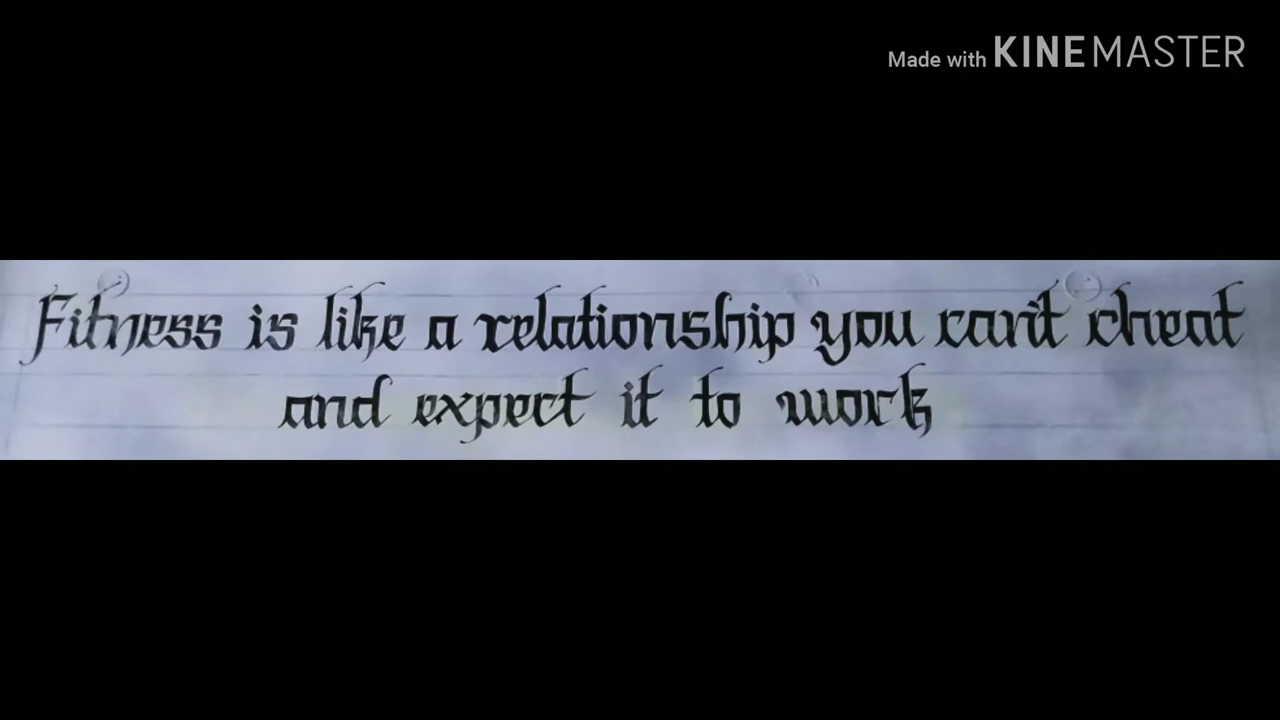 Made with KINEMASTER
Fitness is like a relationship you can't cheat
and expect it to work